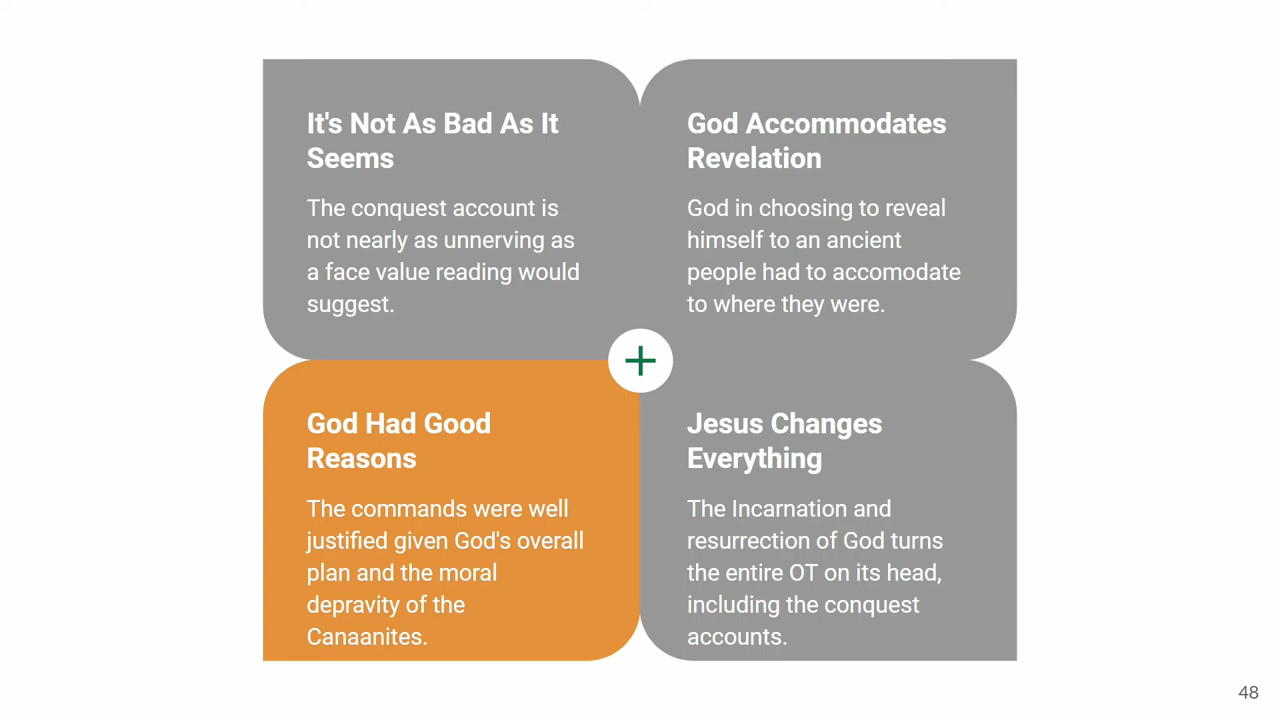 It's Not As Bad As It
Seems
The conquest account is
not nearly as unnerving as
a face value reading would
suggest.
God Accommodates
Revelation
God in choosing to reveal
himself to an ancient
people had to accomodate
to where they were.
God Had Good
Reasons
The commands were well
justified given God's overall
plan and the moral
depravity of the
Canaanites.
Jesus Changes
Everything
The Incarnation and
resurrection of God turns
the entire OT on its head,
including the conquest
accounts.
48